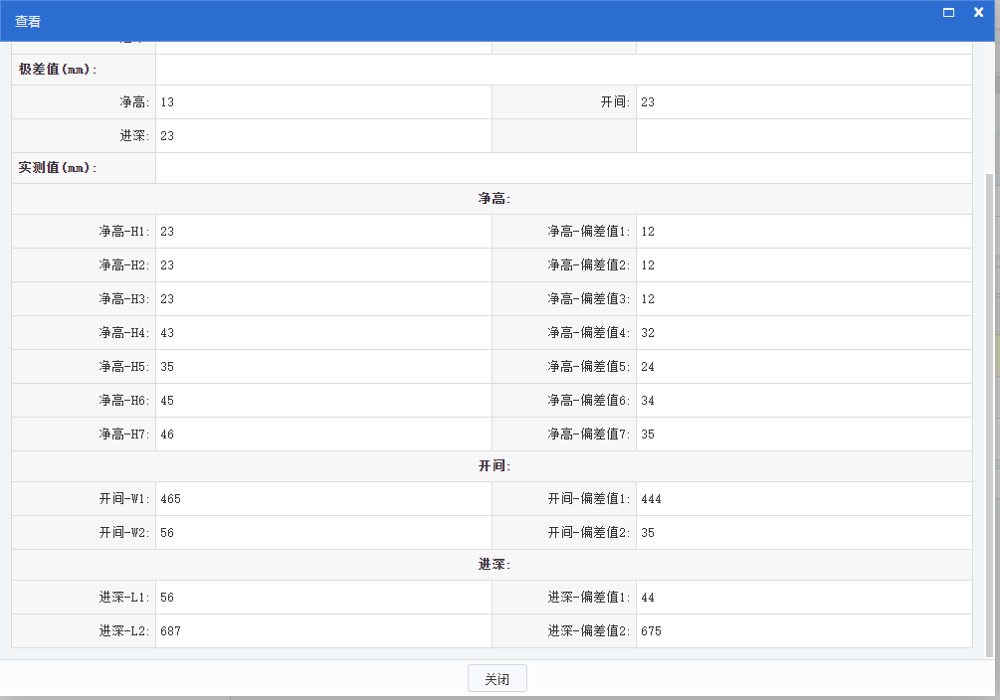 查看
极差值(mm):
净高: 13 开间: 23
进深: 23
实测值(mm):
净高:
净高-H1: 23 净高-偏差值1: 12
净高-H2: 23 净高-偏差值2: 12
净高-H3: 23 净高-偏差值3: 12
净高-H4: 43 净高-偏差值4: 32
净高-H5: 35 净高-偏差值5: 24
净高-H6: 45 净高-偏差值6: 34
净高-H7: 46 净高-偏差值7: 35
开间:
开间-W1: 465 开间-偏差值1: 444
开间-W2: 56 开间-偏差值2: 35
进深:
进深-L1: 56 进深-偏差值1: 44
进深-L2: 687 进深-偏差值2: 675
关闭